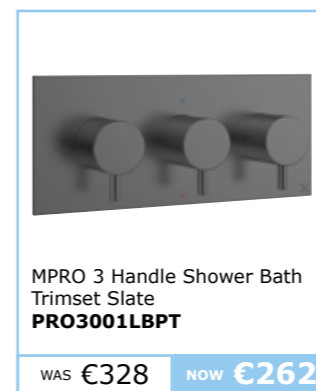 MPRO 3 Handle Shower Bath
Trimset Slate
PRO3001LBPT
WAS €328 NOW €262